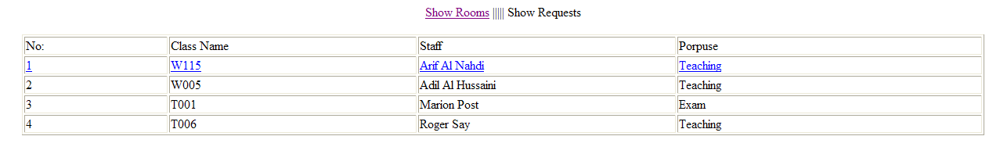 Show Rooms ||||| Show Requests
No: Class Name Staff Porpuse
1 W115 Arif Al Nahdi Teaching
2 W005 Adil Al Hussaini Teaching
3 T001 Marion Post Exam
4 T006 Roger Say Teaching